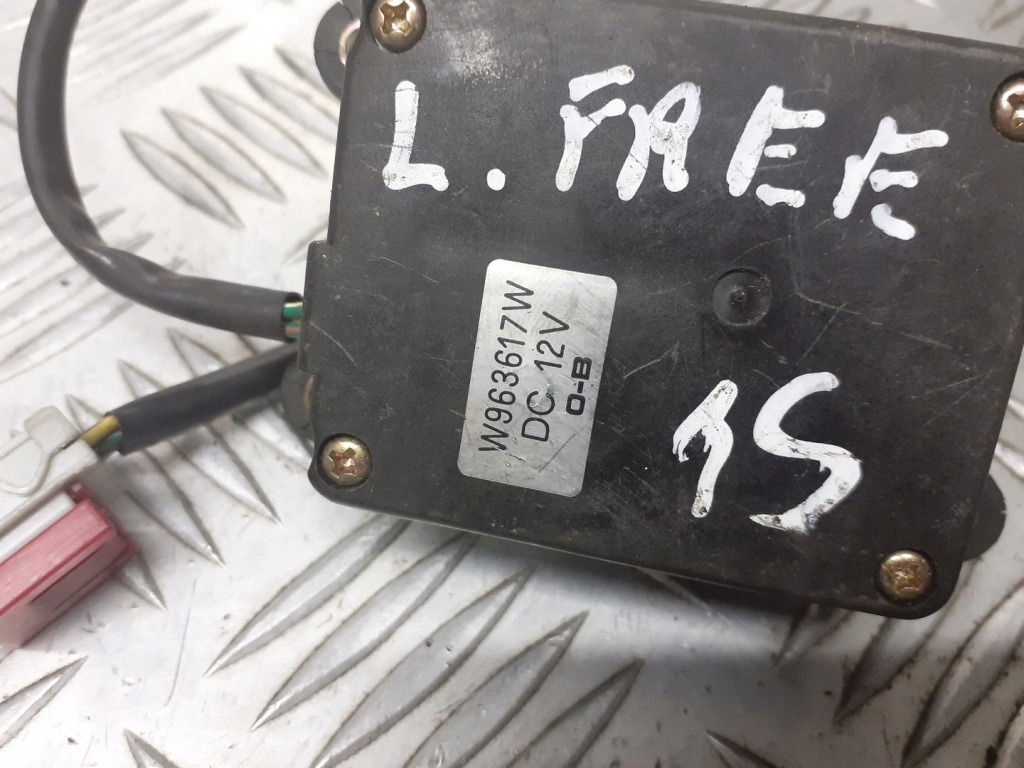 L. FREE
W963617W
DC 12V
O-B
15